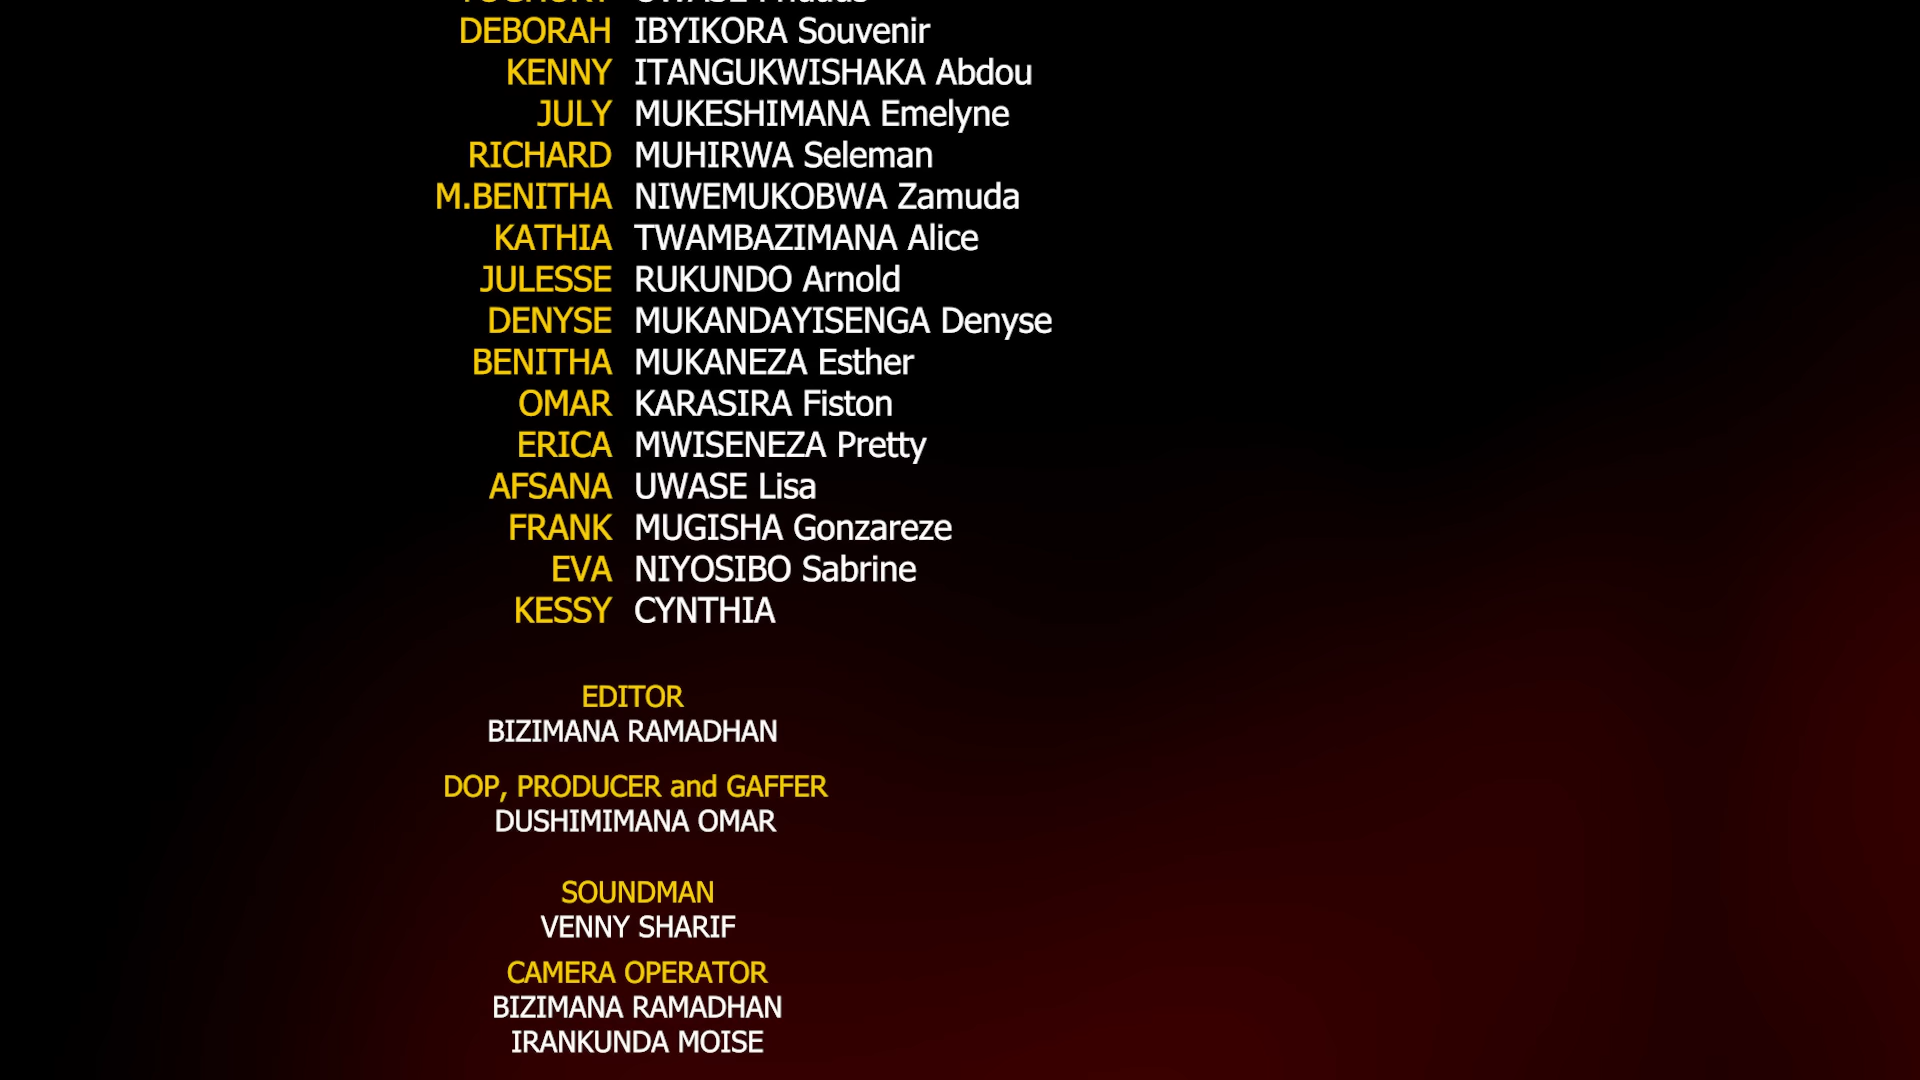 DEBORAH IBYIKORA Souvenir
KENNY ITANGUKWISHAKA Abdou
JULY MUKESHIMANA Emelyne
RICHARD MUHIRWA Seleman
M.BENITHA NIWEMUKOBWA Zamuda
KATHIA TWAMBAZIMANA Alice
JULESSE RUKUNDO Arnold
DENYSE MUKANDAYISENGA Denyse
BENITHA MUKANEZA Esther
OMAR KARASIRA Fiston
ERICA MWISENEZA Pretty
AFSANA UWASE Lisa
FRANK MUGISHA Gonzareze
EVA NIYOSIBO Sabrine
KESSY CYNTHIA
EDITOR
BIZIMANA RAMADHAN
DOP, PRODUCER and GAFFER
DUSHIMIMANA OMAR
SOUNDMAN
VENNY SHARIF
CAMERA OPERATOR
BIZIMANA RAMADHAN
IRANKUNDA MOISE